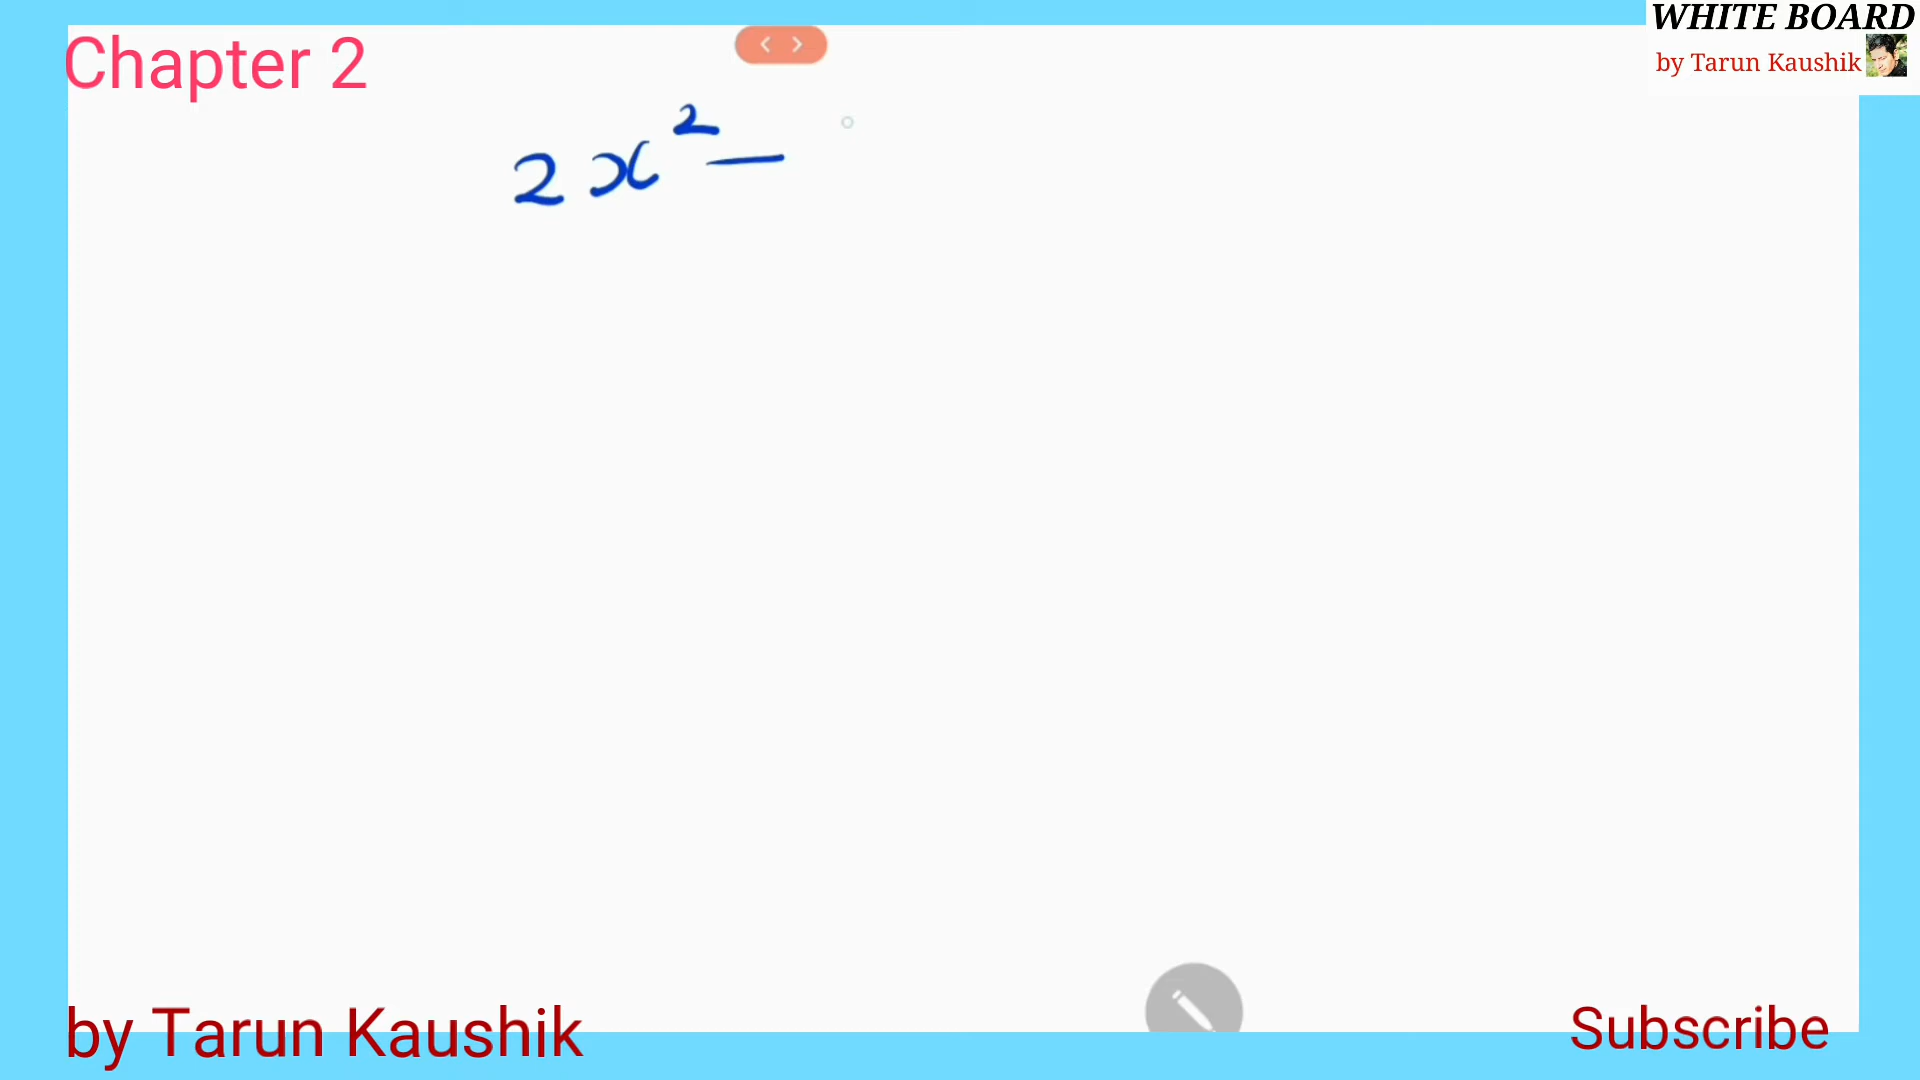 WHITE BOARD
by Tarun Kaushik
Chapter 2
2x² —
by Tarun Kaushik
Subscribe